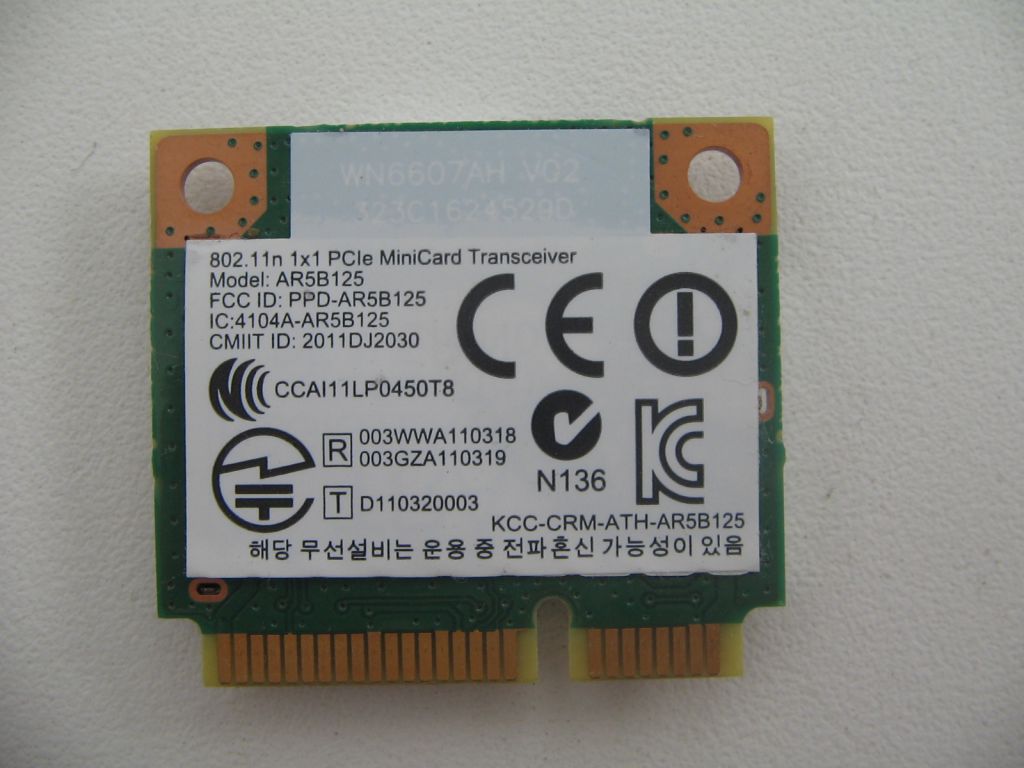 WN6607AH V02
323C1624529D
802.11n 1x1 PCIe MiniCard Transceiver
Model: AR5B125
FCC ID: PPD-AR5B125
IC:4104A-AR5B125
CMIIT ID: 2011DJ2030
CE
CCAI11LP0450T8
R 003WWA110318
003GZA110319
T D110320003
N136
KC
KCC-CRM-ATH-AR5B125
해당 무선설비는 운용 중 전파혼신 가능성이 있음